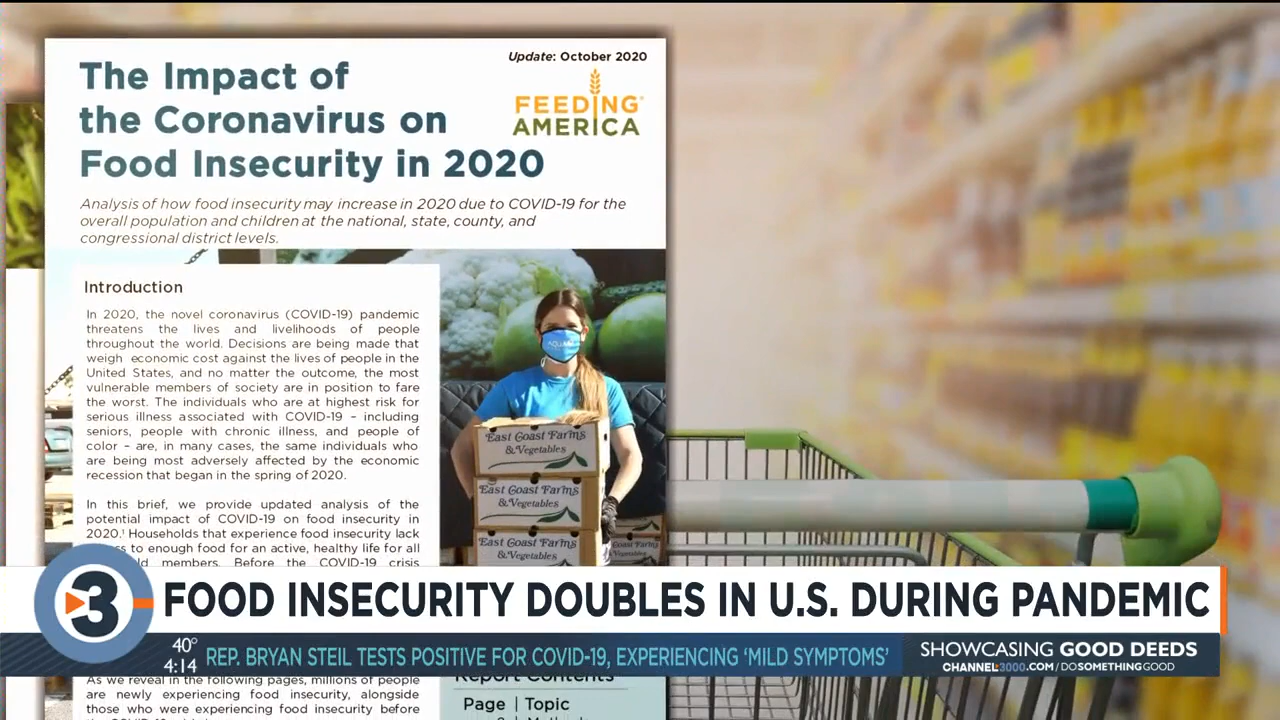 Update: October 2020
The Impact of
the Coronavirus on
Food Insecurity in 2020
FEEDING
AMERICA
Analysis of how food insecurity may increase in 2020 due to COVID-19 for the
overall population and children at the national, state, county, and
congressional district levels.
Introduction
In 2020, the novel coronavirus (COVID-19) pandemic
threatens the lives and livelihoods of people
throughout the world. Decisions are being made that
weigh economic cost against the lives of people in the
United States, and no matter the outcome, the most
vulnerable members of society are in position to fare
the worst. The individuals who are at highest risk for
serious illness associated with COVID-19 – including
seniors, people with chronic illness, and people of
color – are, in many cases, the same individuals who
are being most adversely affected by the economic
recession that began in the spring of 2020.
In this brief, we provide updated analysis of the
potential impact of COVID-19 on food insecurity in
2020.¹ Households that experience food insecurity lack
to enough food for an active, healthy life for all
members. Before the COVID-19 crisis
East Coast Farms
& Vegetables
East Coast Farms
& Vegetables
East Coast Farms
& Vegetables
3
FOOD INSECURITY DOUBLES IN U.S. DURING PANDEMIC
40°
4:14
REP. BRYAN STEIL TESTS POSITIVE FOR COVID-19, EXPERIENCING 'MILD SYMPTOMS'
SHOWCASING GOOD DEEDS
CHANNEL3000.COM/DOSOMETHINGGOOD
As we reveal in the following pages, millions of people
are newly experiencing food insecurity, alongside
those who were experiencing food insecurity before
Report Contents
Page | Topic